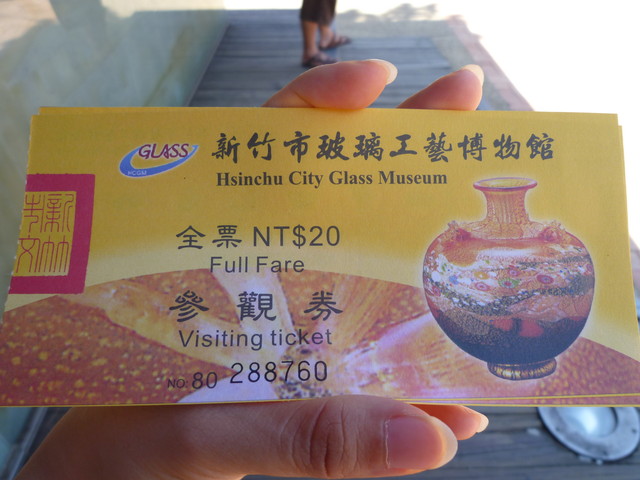 GLASS
HCGM
新竹市玻璃工藝博物館
Hsinchu City Glass Museum
全票 NT$20
Full Fare
參觀券
Visiting ticket
NO: 80 288760